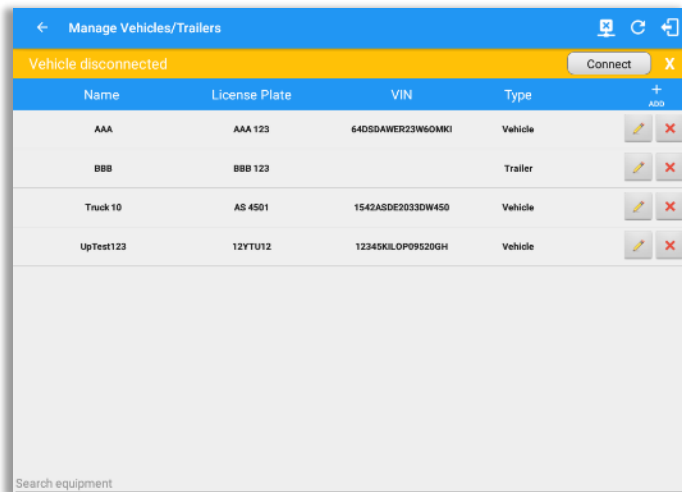 Manage Vehicles/Trailers
Vehicle disconnected Connect X
Name License Plate VIN Type + ADD
AAA AAA 123 64DSDAWER23W6OMKI Vehicle
BBB BBB 123 Trailer
Truck 10 AS 4501 1542ASDE2033DW450 Vehicle
UpTest123 12YTU12 12345KILOP09520GH Vehicle
Search equipment